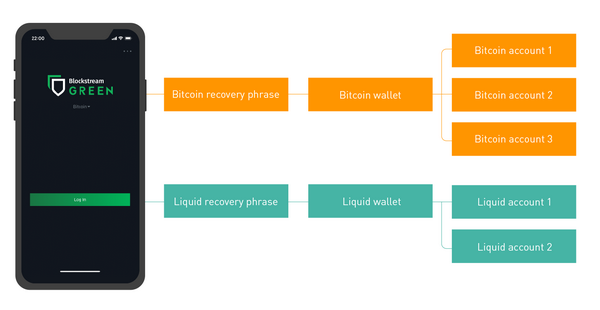 22:00
Blockstream
GREEN
Bitcoin
Log in
Bitcoin recovery phrase
Bitcoin wallet
Bitcoin account 1
Bitcoin account 2
Bitcoin account 3
Liquid recovery phrase
Liquid wallet
Liquid account 1
Liquid account 2